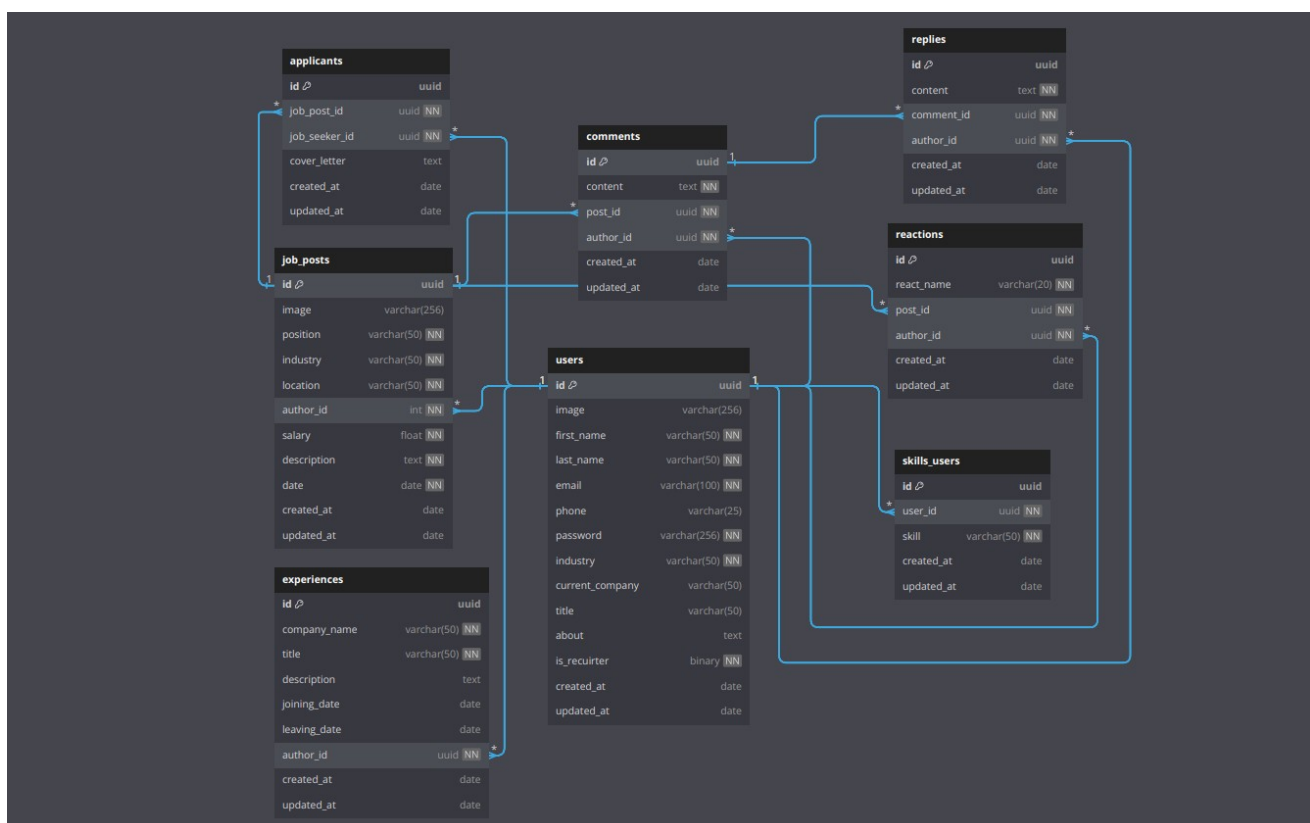 applicants
id uuid
* job_post_id uuid NN
job_seeker_id uuid NN *
cover_letter text
created_at date
updated_at date
job_posts
1 id uuid 1
image varchar(256)
position varchar(50) NN
industry varchar(50) NN
location varchar(50) NN
author_id int NN *
salary float NN
description text NN
date date NN
created_at date
updated_at date
experiences
id uuid
company_name varchar(50) NN
title varchar(50) NN
description text
joining_date date
leaving_date date
author_id uuid NN *
created_at date
updated_at date
comments
id uuid 1
content text NN
* post_id uuid NN
author_id uuid NN *
created_at date
updated_at date
users
1 id uuid 1
image varchar(256)
first_name varchar(50) NN
last_name varchar(50) NN
email varchar(100) NN
phone varchar(25)
password varchar(256) NN
industry varchar(50) NN
current_company varchar(50)
title varchar(50)
about text
is_recuirter binary NN
created_at date
updated_at date
replies
id uuid
content text NN
* comment_id uuid NN
author_id uuid NN *
created_at date
updated_at date
reactions
id uuid
react_name varchar(20) NN
* post_id uuid NN
author_id uuid NN *
created_at date
updated_at date
skills_users
id uuid
* user_id uuid NN
skill varchar(50) NN
created_at date
updated_at date